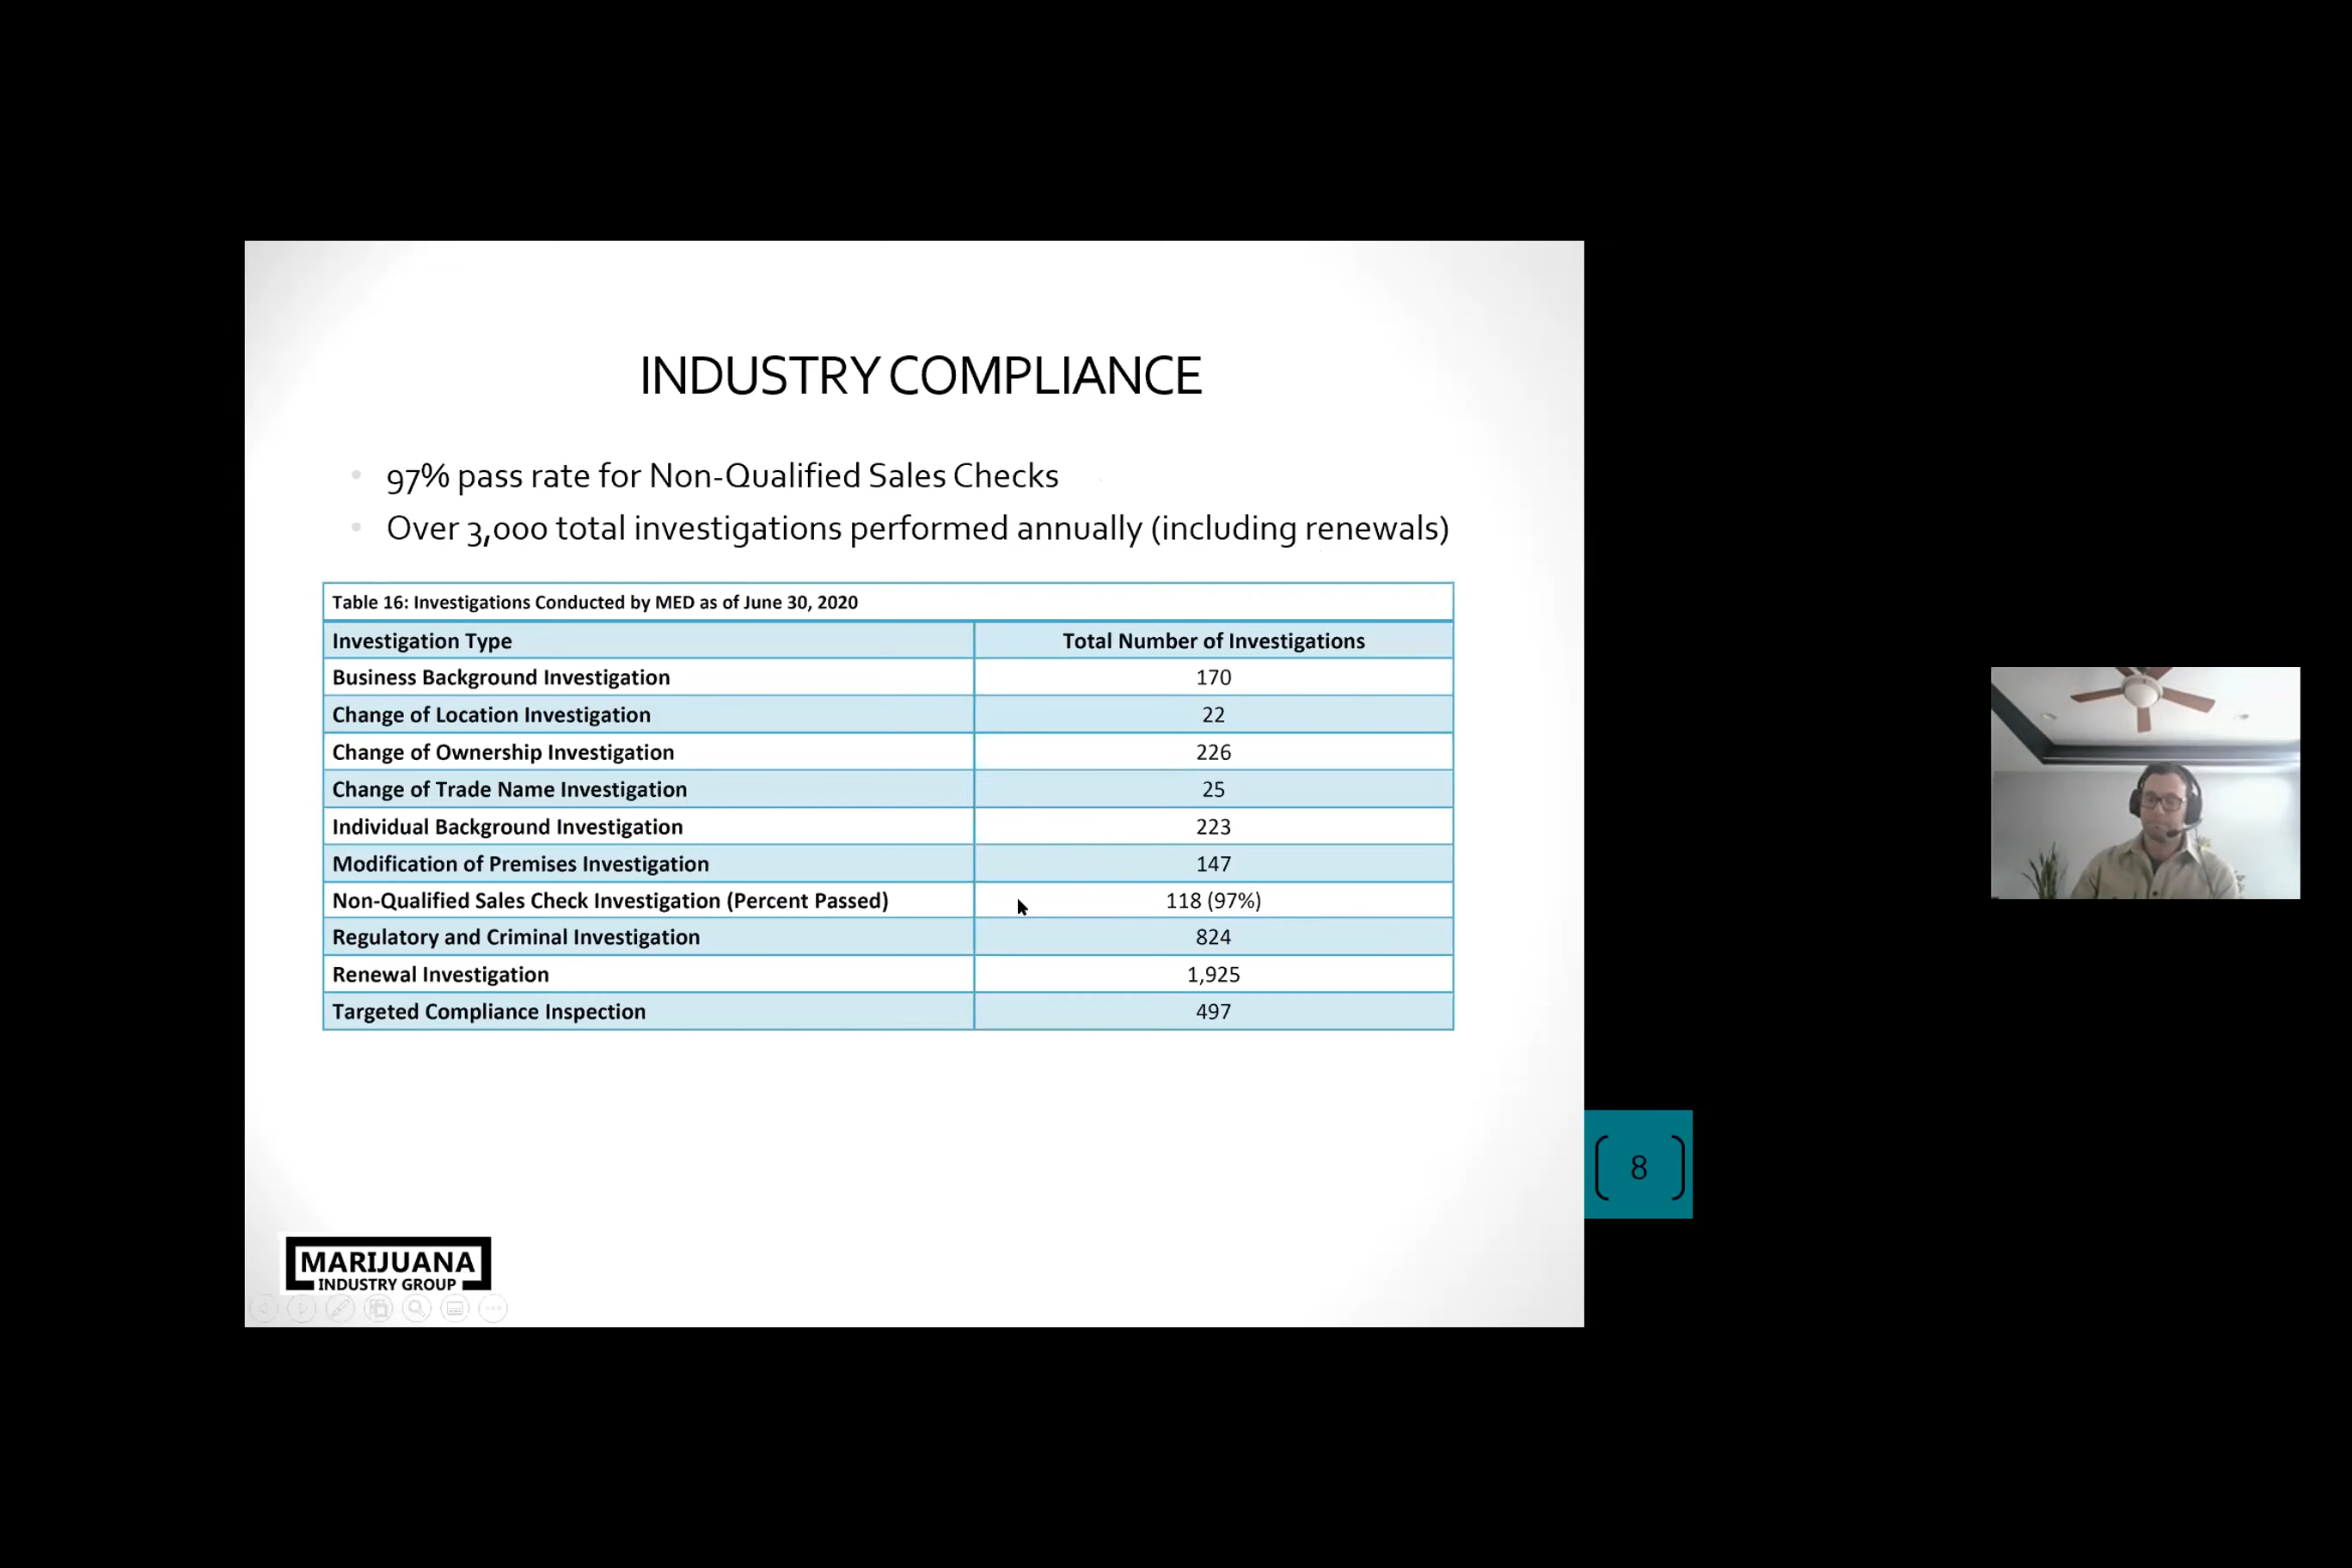 INDUSTRY COMPLIANCE
• 97% pass rate for Non-Qualified Sales Checks
• Over 3,000 total investigations performed annually (including renewals)
Table 16: Investigations Conducted by MED as of June 30, 2020
Investigation Type Total Number of Investigations
Business Background Investigation 170
Change of Location Investigation 22
Change of Ownership Investigation 226
Change of Trade Name Investigation 25
Individual Background Investigation 223
Modification of Premises Investigation 147
Non-Qualified Sales Check Investigation (Percent Passed) 118 (97%)
Regulatory and Criminal Investigation 824
Renewal Investigation 1,925
Targeted Compliance Inspection 497
8
MARIJUANA
INDUSTRY GROUP